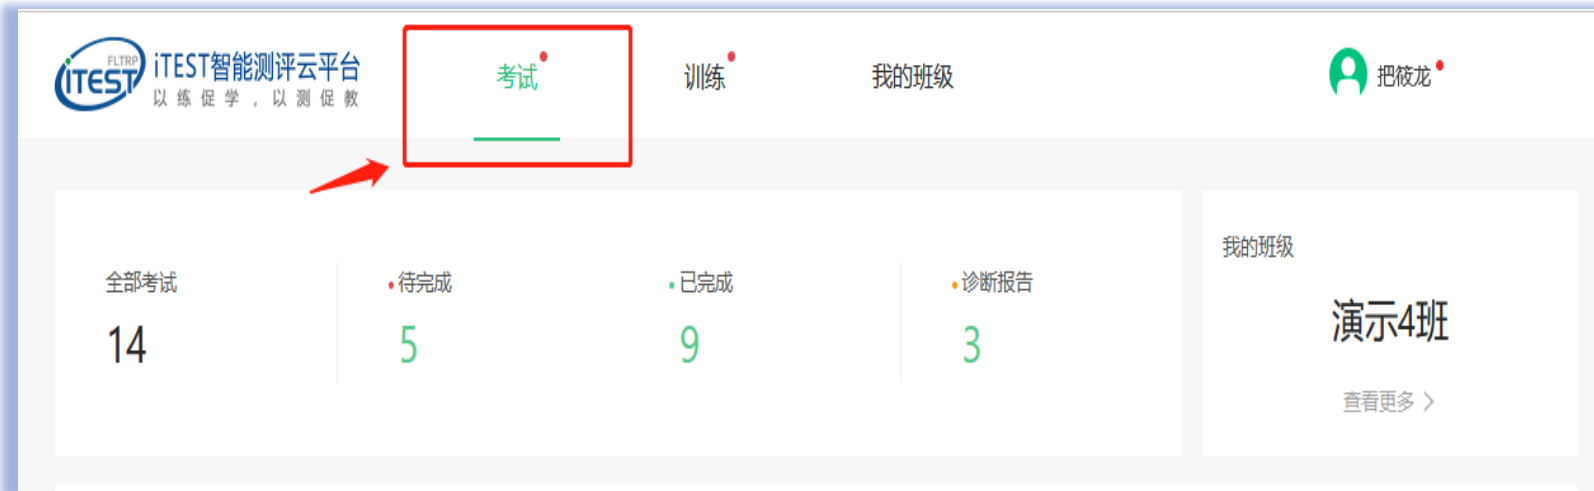 FLTRP
iTEST
iTEST智能测评云平台
以练促学，以测促教
考试
训练
我的班级
把筱龙
全部考试
14
待完成
5
已完成
9
诊断报告
3
我的班级
演示4班
查看更多